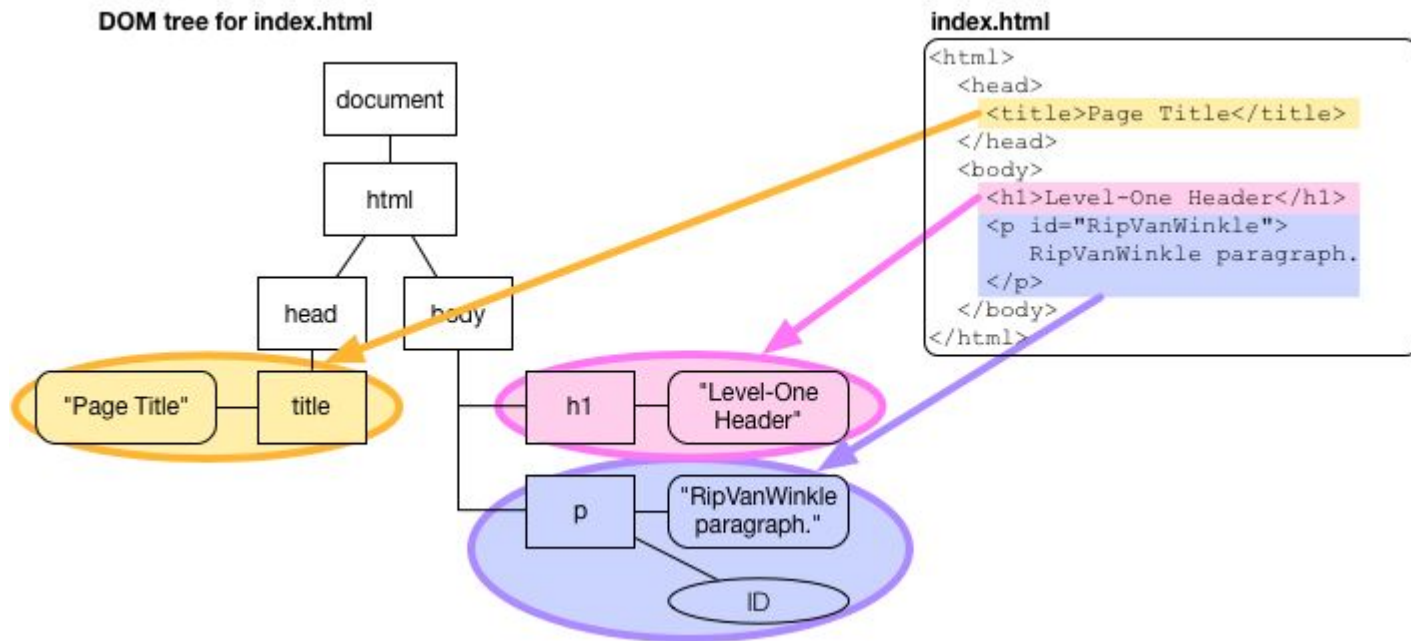 DOM tree for index.html
document
html
head
body
"Page Title"
title
h1
"Level-One
Header"
p
"RipVanWinkle
paragraph."
ID
index.html
<html>
<head>
<title>Page Title</title>
</head>
<body>
<h1>Level-One Header</h1>
<p id="RipVanWinkle">
RipVanWinkle paragraph.
</p>
</body>
</html>